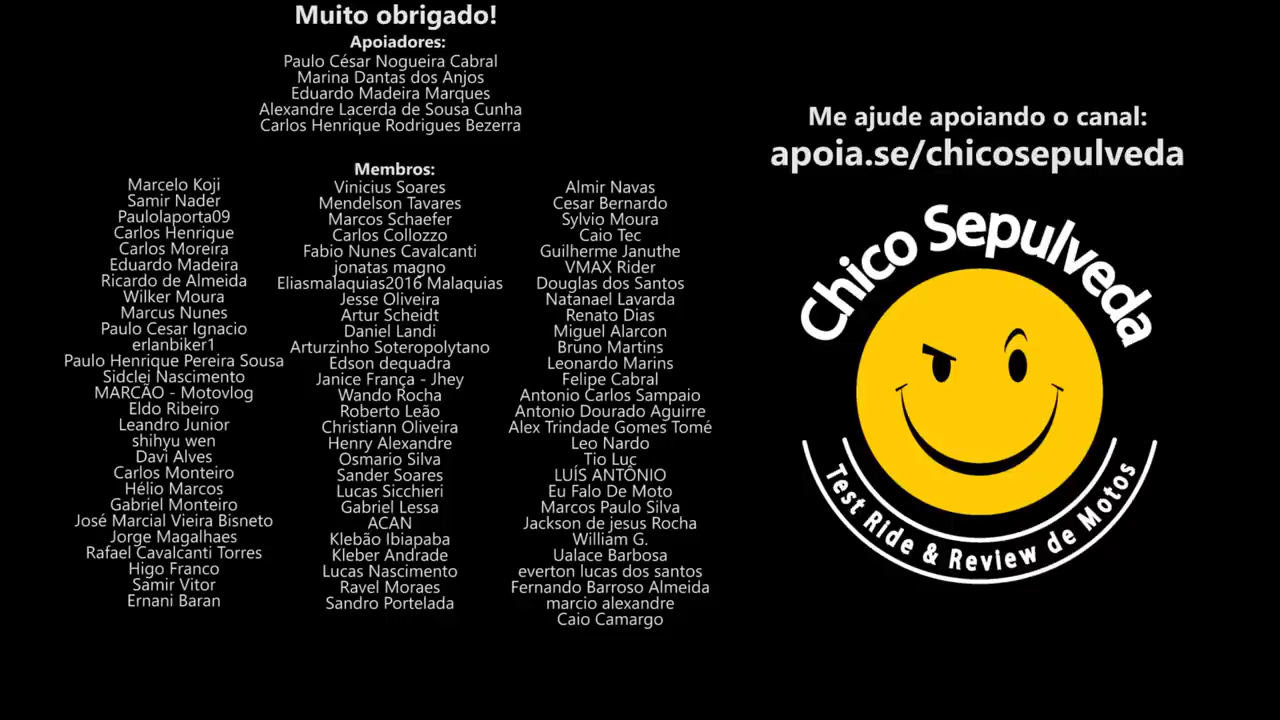 Muito obrigado!
Apoiadores:
Paulo César Nogueira Cabral
Marina Dantas dos Anjos
Eduardo Madeira Marques
Alexandre Lacerda de Sousa Cunha
Carlos Henrique Rodrigues Bezerra
Membros:
Marcelo Koji
Samir Nader
Paulolaporta09
Carlos Henrique
Carlos Moreira
Eduardo Madeira
Ricardo de Almeida
Wilker Moura
Marcus Nunes
Paulo Cesar Ignacio
erlanbiker1
Paulo Henrique Pereira Sousa
Sidclei Nascimento
MARCÃO - Motovlog
Eldo Ribeiro
Leandro Junior
shihyu wen
Davi Alves
Carlos Monteiro
Hélio Marcos
Gabriel Monteiro
José Marcial Vieira Bisneto
Jorge Magalhaes
Rafael Cavalcanti Torres
Higo Franco
Samir Vitor
Ernani Baran
Vinicius Soares
Mendelson Tavares
Marcos Schaefer
Carlos Collozzo
Fabio Nunes Cavalcanti
jonatas magno
Eliasmalaquias2016 Malaquias
Jesse Oliveira
Artur Scheidt
Daniel Landi
Arturzinho Soteropolytano
Edson dequadra
Janice França - Jhey
Wando Rocha
Roberto Leão
Christiann Oliveira
Henry Alexandre
Osmario Silva
Sander Soares
Lucas Sicchieri
Gabriel Lessa
ACAN
Klebão Ibiapaba
Kleber Andrade
Lucas Nascimento
Ravel Moraes
Sandro Portelada
Almir Navas
Cesar Bernardo
Sylvio Moura
Caio Tec
Guilherme Januthe
VMAX Rider
Douglas dos Santos
Natanael Lavarda
Renato Dias
Miguel Alarcon
Bruno Martins
Leonardo Marins
Felipe Cabral
Antonio Carlos Sampaio
Antonio Dourado Aguirre
Alex Trindade Gomes Tomé
Leo Nardo
Tio Luc
LUÍS ANTÔNIO
Eu Falo De Moto
Marcos Paulo Silva
Jackson de jesus Rocha
William G.
Ualace Barbosa
everton lucas dos santos
Fernando Barroso Almeida
marcio alexandre
Caio Camargo
Me ajude apoiando o canal:
apoia.se/chicosepulveda
Chico Sepulveda
Test Ride & Review de Motos